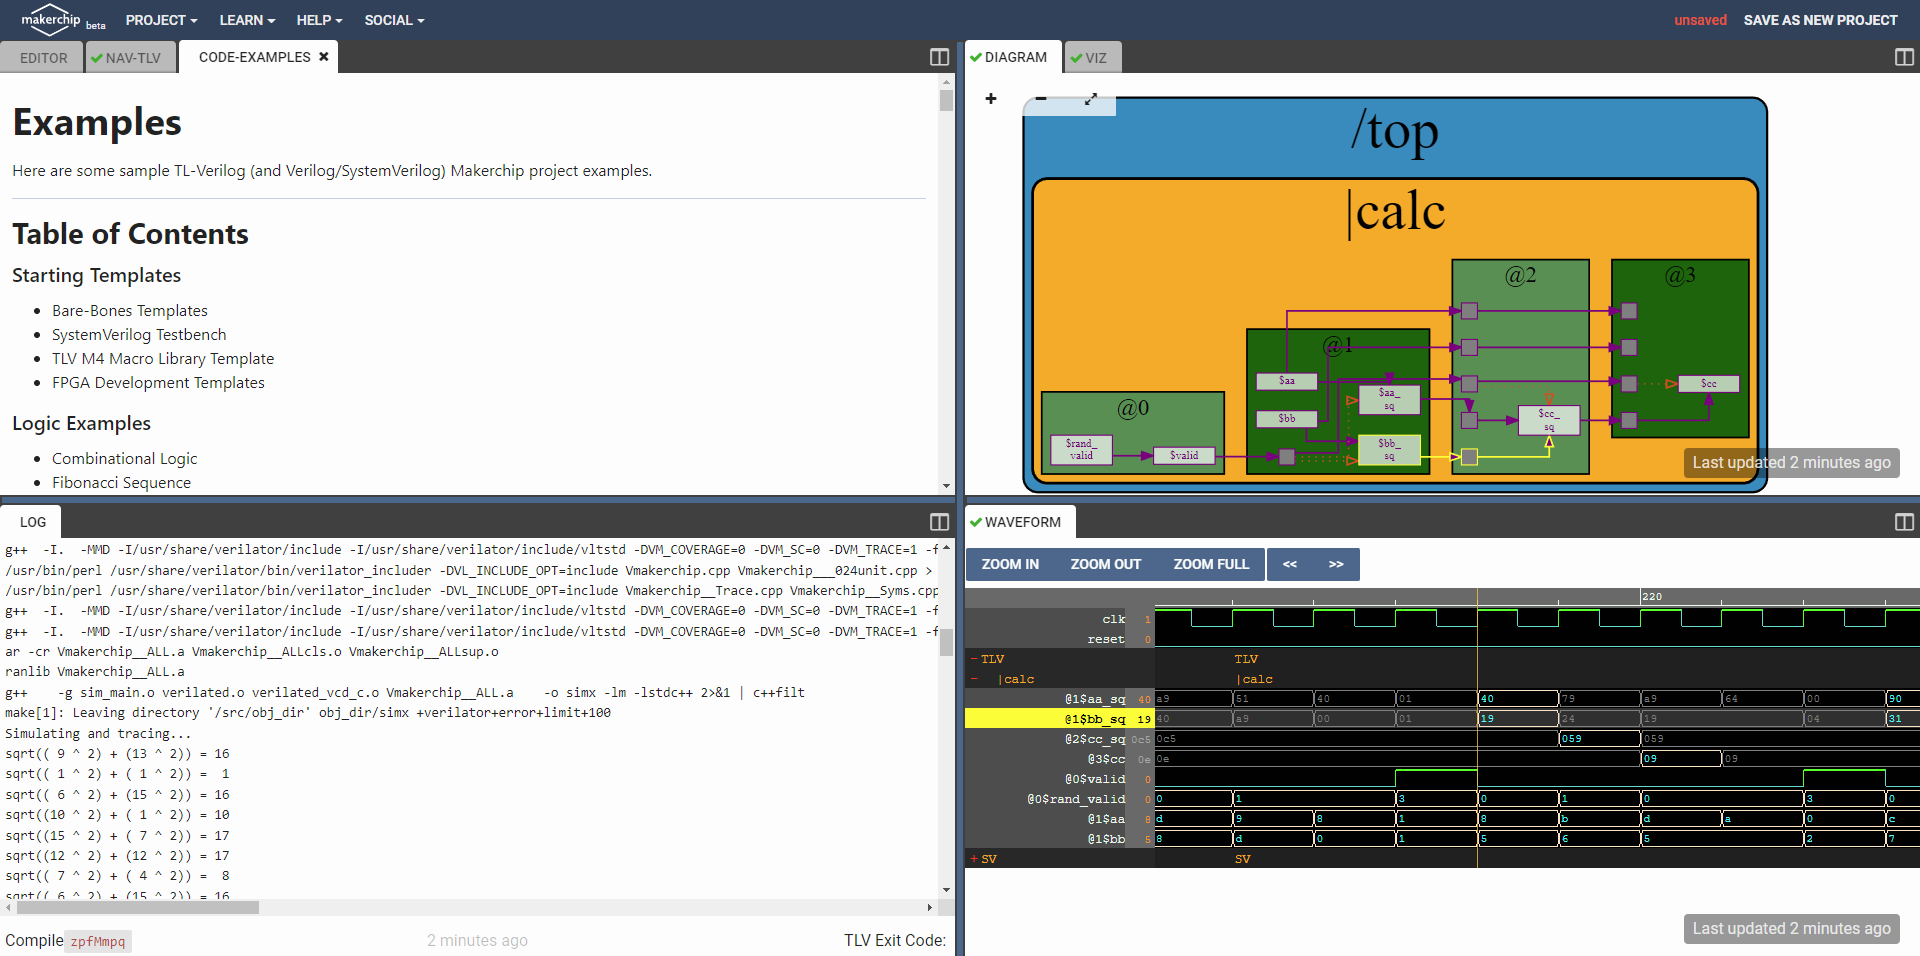 makerchip beta PROJECT LEARN HELP SOCIAL unsaved SAVE AS NEW PROJECT
EDITOR NAV-TLV CODE-EXAMPLES
Examples
Here are some sample TL-Verilog (and Verilog/SystemVerilog) Makerchip project examples.
Table of Contents
Starting Templates
Bare-Bones Templates
SystemVerilog Testbench
TLV M4 Macro Library Template
FPGA Development Templates
Logic Examples
Combinational Logic
Fibonacci Sequence
DIAGRAM VIZ
/top
|calc
@2 @3
@1
$aa
$cc
@0
$aa_
sq
$bb
$cc_
sq
$rand_
valid
$valid
$bb_
sq
Last updated 2 minutes ago
LOG
g++ -I. -MMD -I/usr/share/verilator/include -I/usr/share/verilator/include/vltstd -DVM_COVERAGE=0 -DVM_SC=0 -DVM_TRACE=1 -f
/usr/bin/perl /usr/share/verilator/bin/verilator_includer -DVL_INCLUDE_OPT=include Vmakerchip.cpp Vmakerchip___024unit.cpp >
/usr/bin/perl /usr/share/verilator/bin/verilator_includer -DVL_INCLUDE_OPT=include Vmakerchip__Trace.cpp Vmakerchip__Syms.cpp
g++ -I. -MMD -I/usr/share/verilator/include -I/usr/share/verilator/include/vltstd -DVM_COVERAGE=0 -DVM_SC=0 -DVM_TRACE=1 -f
g++ -I. -MMD -I/usr/share/verilator/include -I/usr/share/verilator/include/vltstd -DVM_COVERAGE=0 -DVM_SC=0 -DVM_TRACE=1 -f
ar -cr Vmakerchip__ALL.a Vmakerchip__ALLcls.o Vmakerchip__ALLsup.o
ranlib Vmakerchip__ALL.a
g++ -g sim_main.o verilated.o verilated_vcd_c.o Vmakerchip__ALL.a -o simx -lm -lstdc++ 2>&1 | c++filt
make[1]: Leaving directory '/src/obj_dir' obj_dir/simx +verilator+error+limit+100
Simulating and tracing...
sqrt(( 9 ^ 2) + (13 ^ 2)) = 16
sqrt(( 1 ^ 2) + ( 1 ^ 2)) = 1
sqrt(( 6 ^ 2) + (15 ^ 2)) = 16
sqrt((10 ^ 2) + ( 1 ^ 2)) = 10
sqrt((15 ^ 2) + ( 7 ^ 2)) = 17
sqrt((12 ^ 2) + (12 ^ 2)) = 17
sqrt(( 7 ^ 2) + ( 4 ^ 2)) = 8
sqrt(( 6 ^ 2) + (15 ^ 2)) = 16
Compile zpfMmpq 2 minutes ago TLV Exit Code:
WAVEFORM
ZOOM IN ZOOM OUT ZOOM FULL << >>
220
clk 1
reset 0
- TLV TLV
- |calc |calc
@1$aa_sq 40 a9 51 40 01 40 79 a9 64 00 90
@1$bb_sq 19 40 a9 00 01 19 24 19 04 31
@2$cc_sq 0c5 0c5 059 059
@3$cc 0e 0e 09 09
@0$valid 0
@0$rand_valid 0 0 1 3 0 1 0 3 0
@1$aa 8 d 9 8 1 8 b d a 0 c
@1$bb 5 8 d 0 1 5 6 5 2 7
+ SV SV
Last updated 2 minutes ago